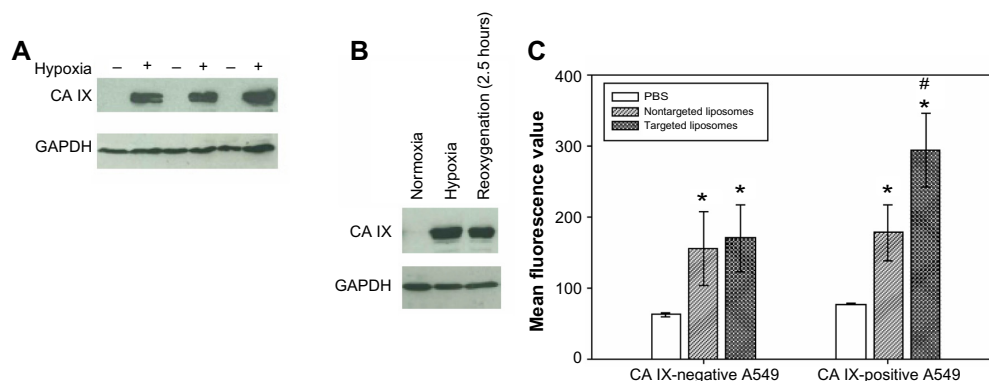 A
Hypoxia – + – + – +
CA IX
GAPDH
B
Normoxia
Hypoxia
Reoxygenation (2.5 hours)
CA IX
GAPDH
C
Mean fluorescence value
400
300
200
100
0
PBS
Nontargeted liposomes
Targeted liposomes
* *
* # *
CA IX-negative A549
CA IX-positive A549